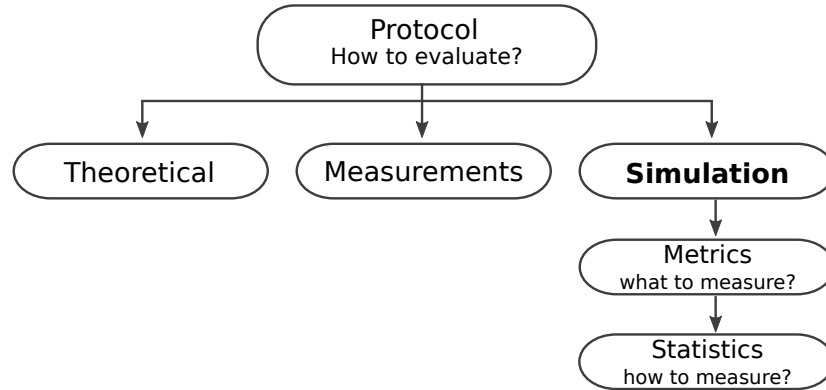 Protocol
How to evaluate?
Theoretical
Measurements
Simulation
Metrics
what to measure?
Statistics
how to measure?